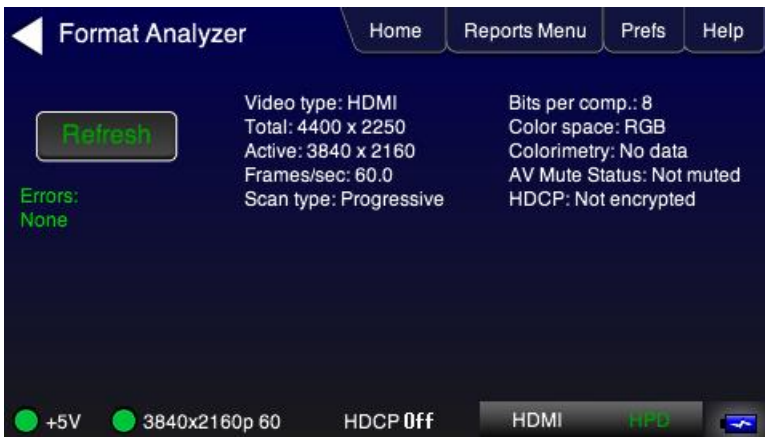 Format Analyzer
Home
Reports Menu
Prefs
Help
Refresh
Errors:
None
Video type: HDMI
Total: 4400 x 2250
Active: 3840 x 2160
Frames/sec: 60.0
Scan type: Progressive
Bits per comp.: 8
Color space: RGB
Colorimetry: No data
AV Mute Status: Not muted
HDCP: Not encrypted
+5V
3840x2160p 60
HDCP Off
HDMI
HPD